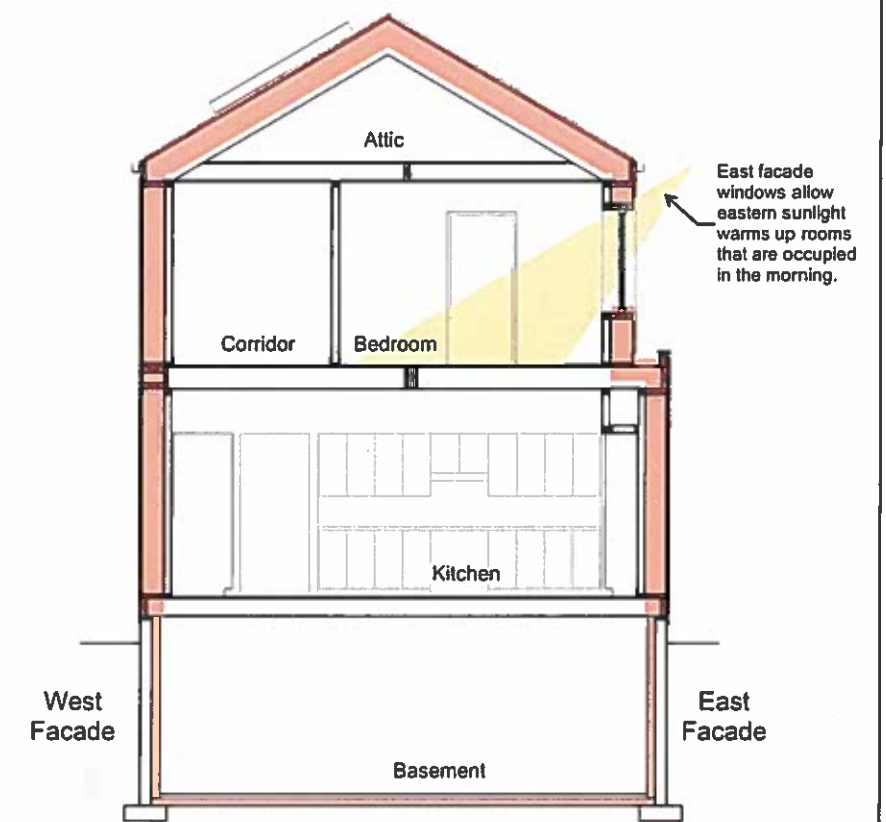 Attic
East facade
windows allow
eastern sunlight
warms up rooms
that are occupied
in the morning.
Corridor
Bedroom
Kitchen
West
Facade
East
Facade
Basement